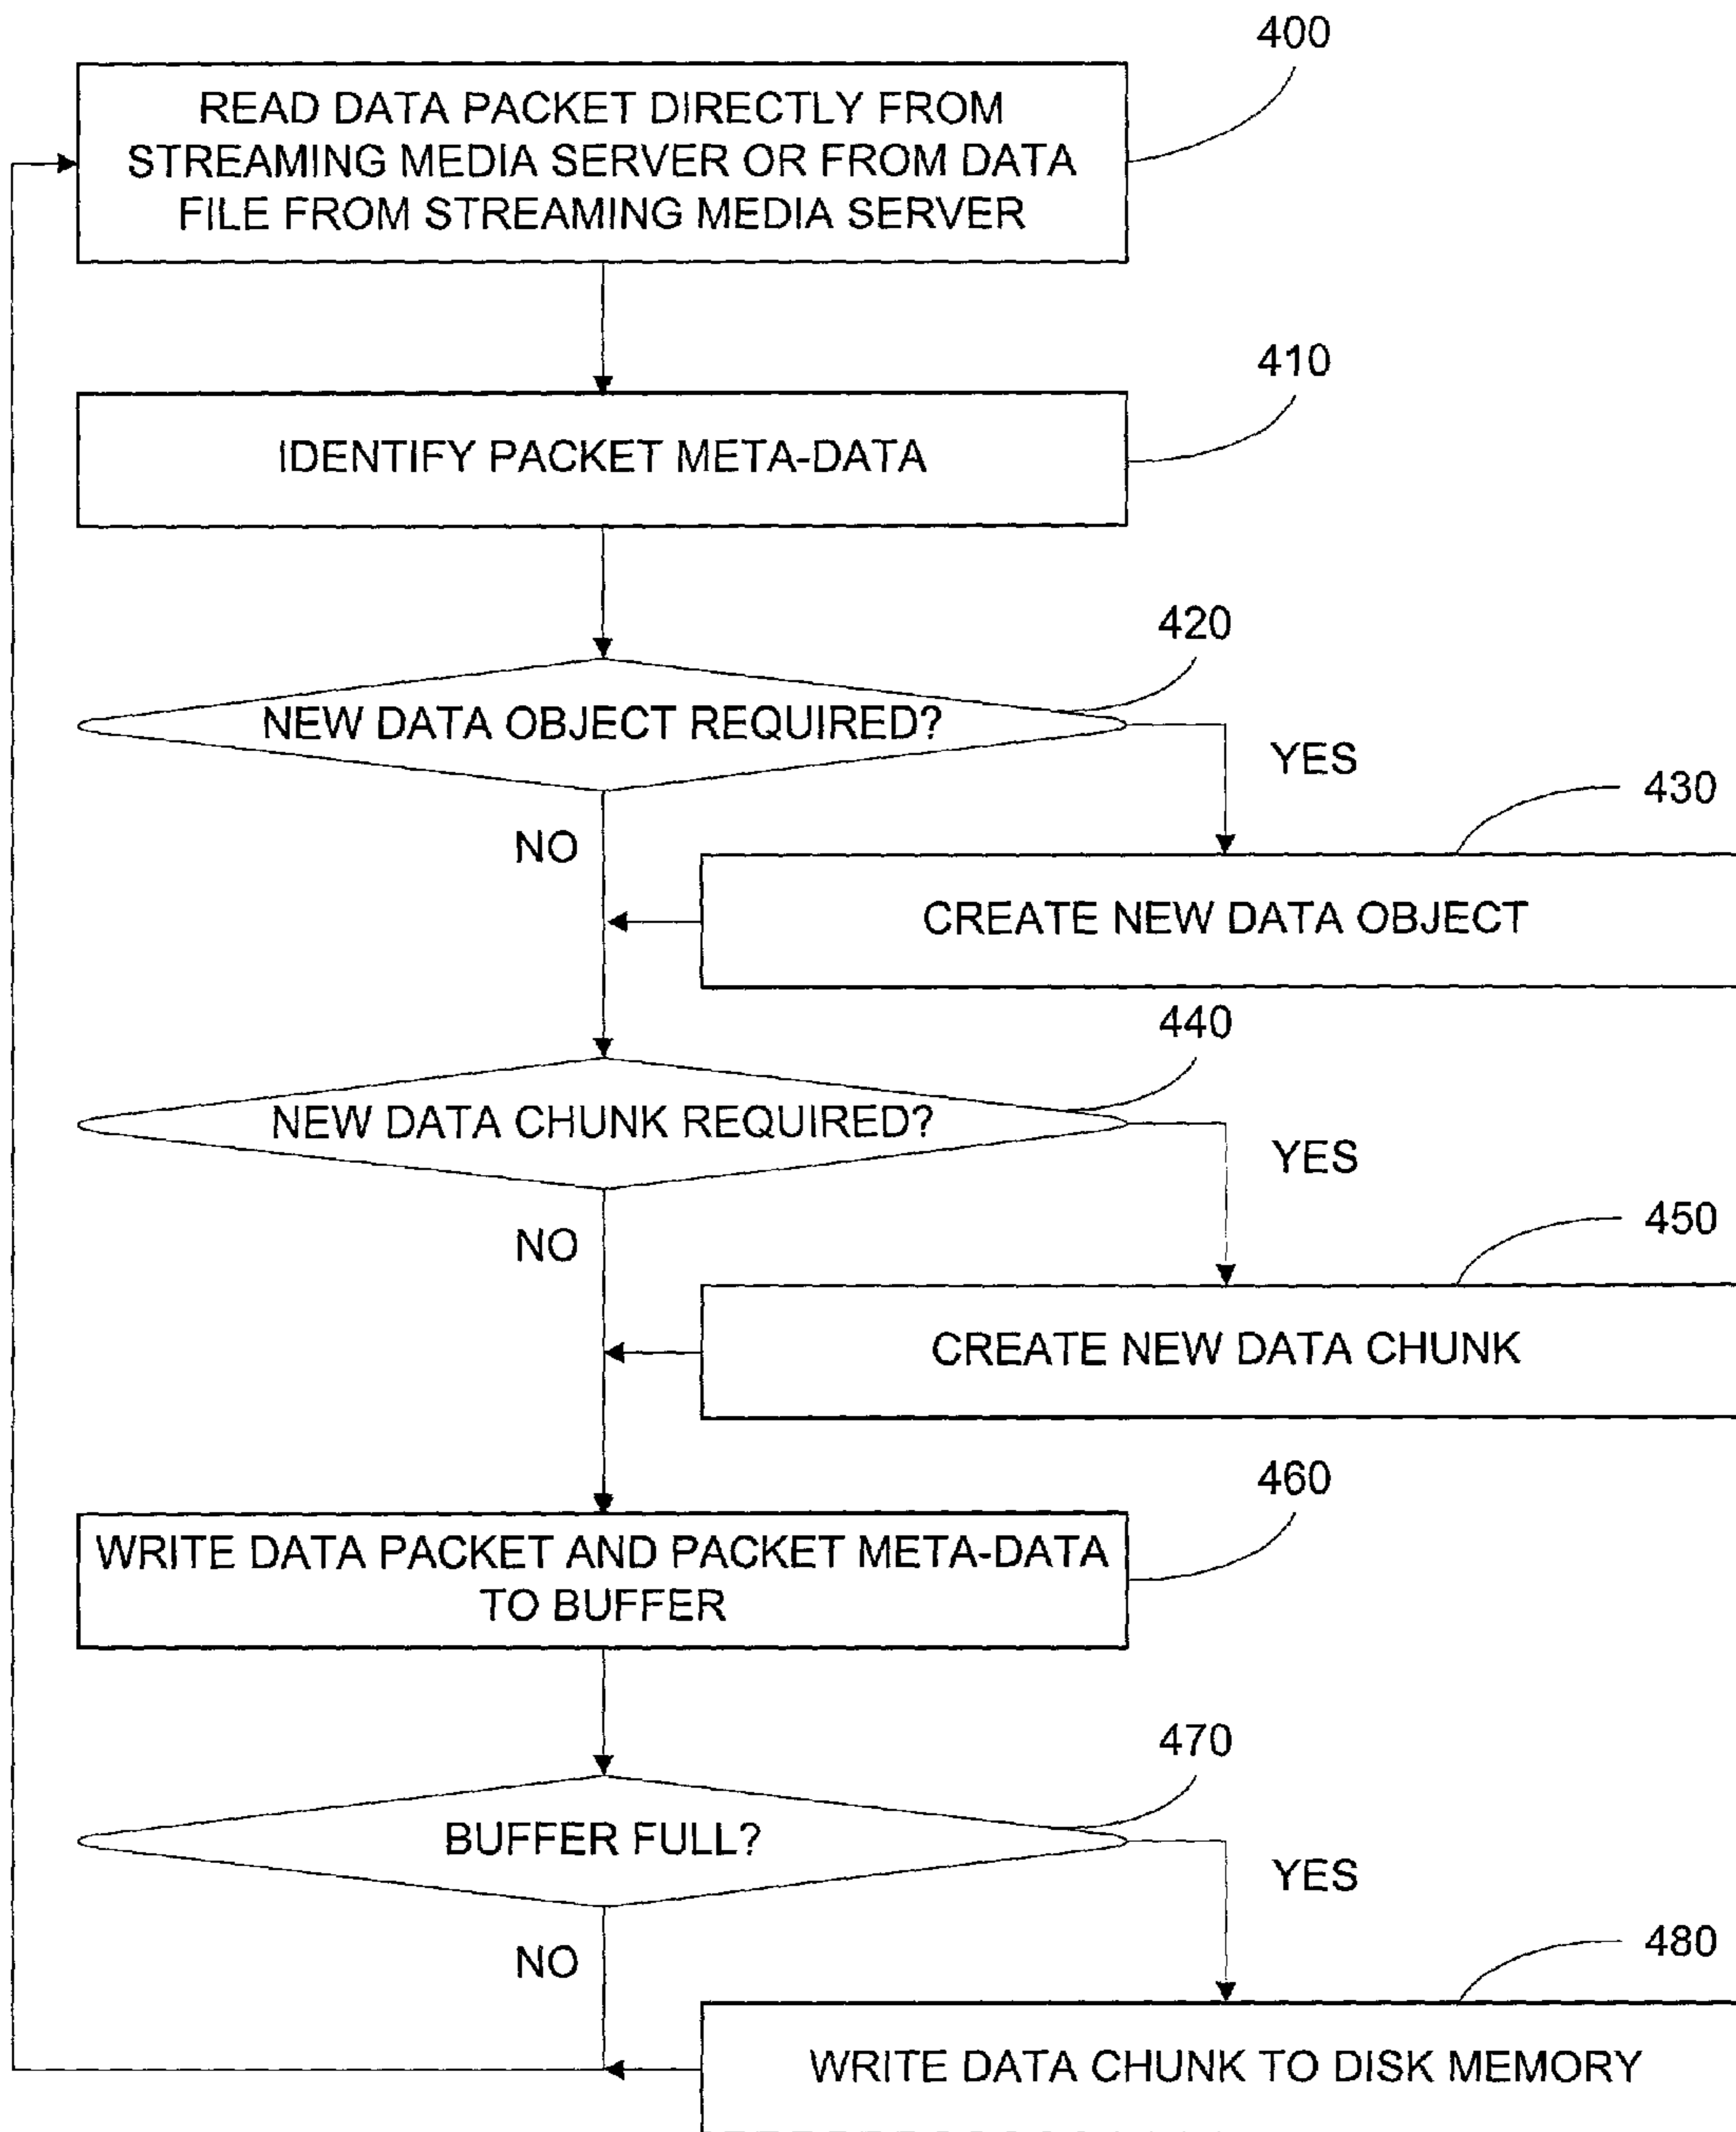 400
READ DATA PACKET DIRECTLY FROM
STREAMING MEDIA SERVER OR FROM DATA
FILE FROM STREAMING MEDIA SERVER
410
IDENTIFY PACKET META-DATA
420
NEW DATA OBJECT REQUIRED?
YES
430
NO
CREATE NEW DATA OBJECT
440
NEW DATA CHUNK REQUIRED?
YES
450
NO
CREATE NEW DATA CHUNK
460
WRITE DATA PACKET AND PACKET META-DATA
TO BUFFER
470
BUFFER FULL?
YES
480
NO
WRITE DATA CHUNK TO DISK MEMORY